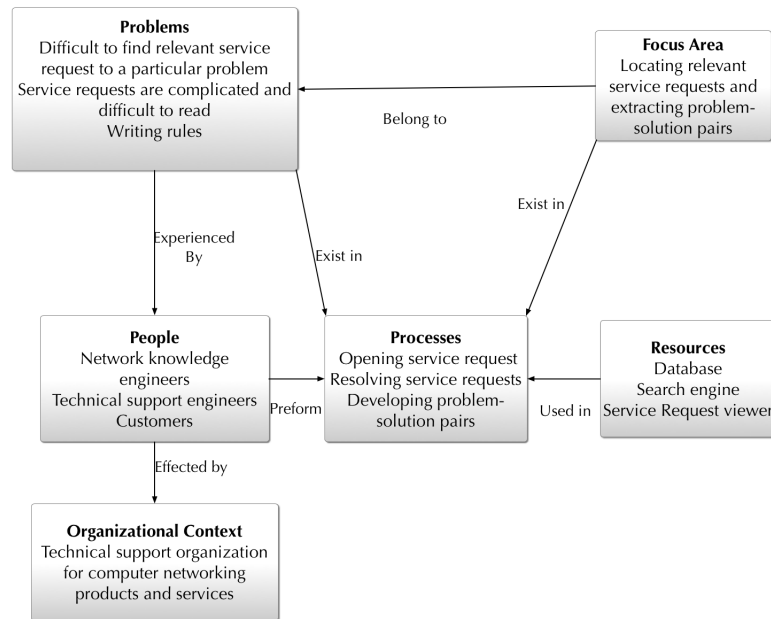 Problems
Difficult to find relevant service
request to a particular problem
Service requests are complicated and
difficult to read
Writing rules
Focus Area
Locating relevant
service requests and
extracting problem-
solution pairs
Belong to
Exist in
Experienced
By
Exist in
People
Network knowledge
engineers
Technical support engineers
Customers
Preform
Processes
Opening service request
Resolving service requests
Developing problem-
solution pairs
Used in
Resources
Database
Search engine
Service Request viewer
Effected by
Organizational Context
Technical support organization
for computer networking
products and services